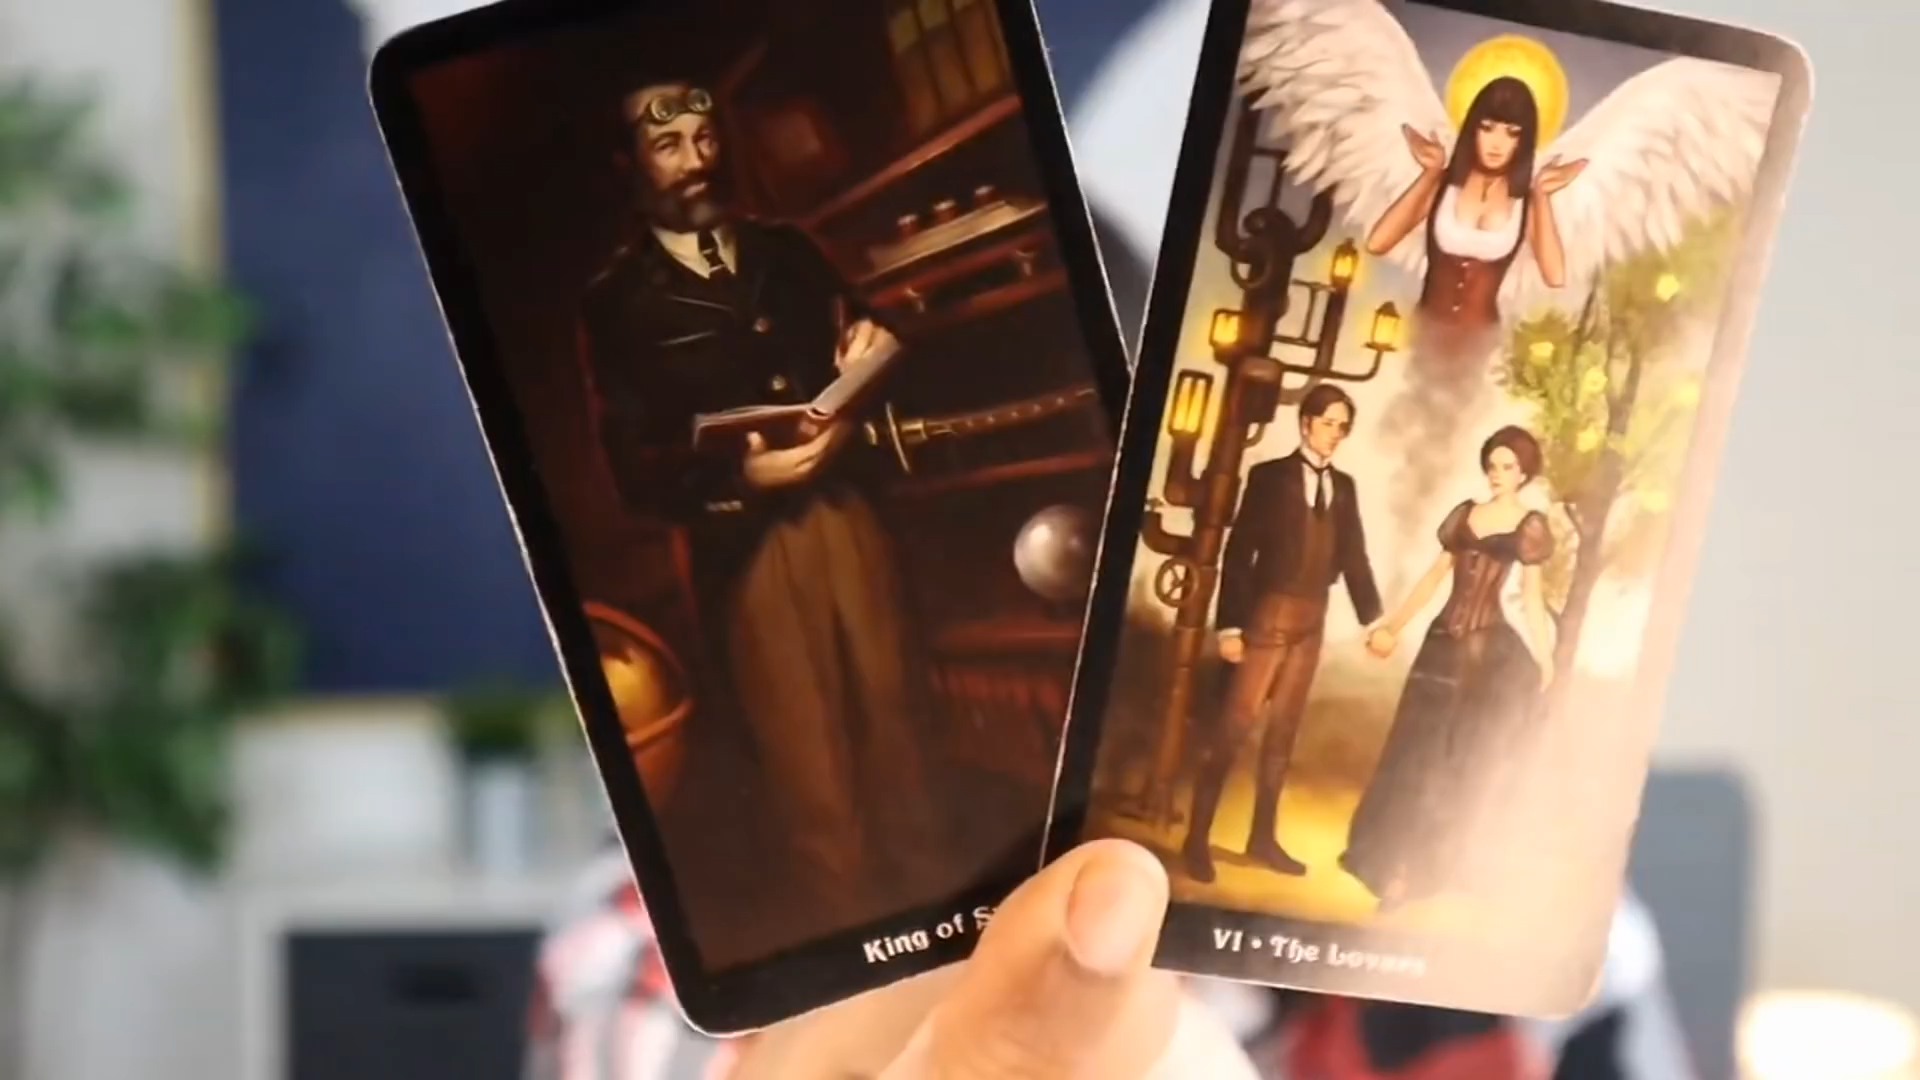 King of S
VI • The Lovers